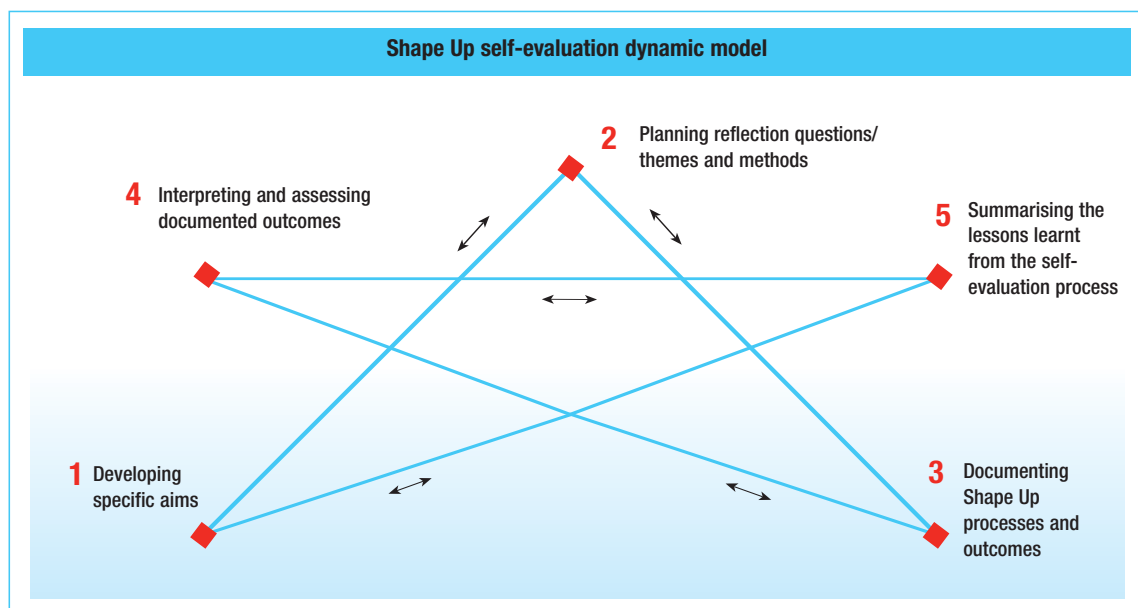 Shape Up self-evaluation dynamic model
2 Planning reflection questions/
themes and methods
4 Interpreting and assessing
documented outcomes
5 Summarising the
lessons learnt
from the self-
evaluation process
1 Developing
specific aims
3 Documenting
Shape Up
processes and
outcomes